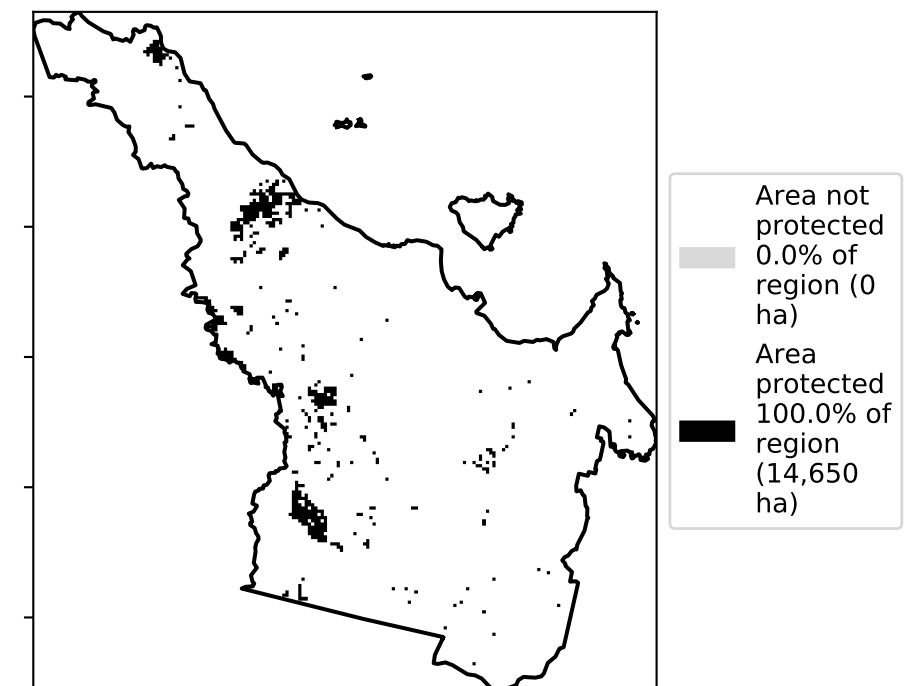 Area not
protected
0.0% of
region (0
ha)
Area
protected
100.0% of
region
(14,650
ha)